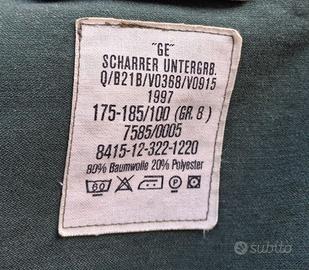 "GE"
SCHARRER UNTERGRB.
Q/B21B/V0368/V0915
1997
175-185/100 (GR. 8)
7585/0005
8415-12-322-1220
80% Baumwolle 20% Polyester
60 P
subito